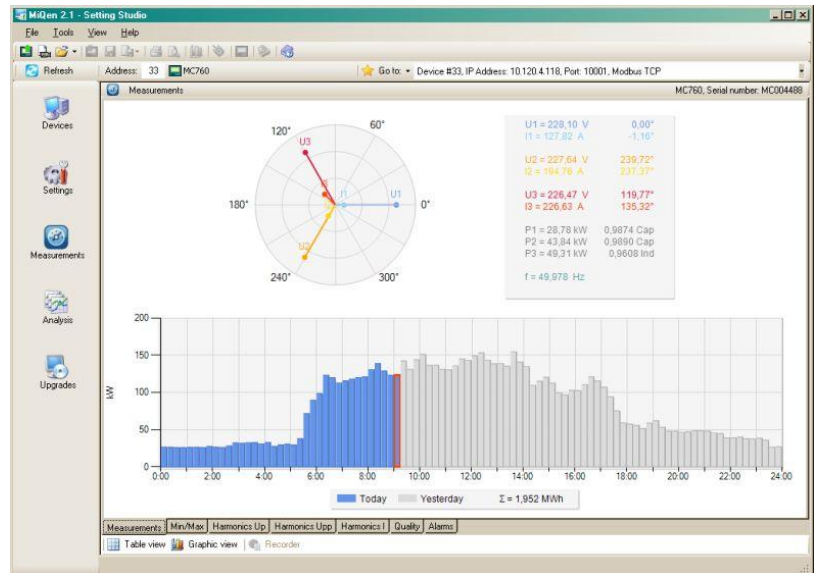 MiQen 2.1 - Setting Studio
File Tools View Help
Refresh Address: 33 MC760 Go to: Device #33, IP Address: 10.120.4.118, Port: 10001, Modbus TCP
Measurements MC760, Serial number: MC004488
Devices
Settings
Measurements
Analysis
Upgrades
120° 60°
U3
180° I1 U1 0°
U2
240° 300°
U1 = 228,10 V 0,00°
I1 = 127,82 A -1,16°
U2 = 227,64 V 239,72°
I2 = 194,76 A 237,37°
U3 = 226,47 V 119,77°
I3 = 226,63 A 135,32°
P1 = 28,78 kW 0,9874 Cap
P2 = 43,84 kW 0,9890 Cap
P3 = 49,31 kW 0,9608 Ind
f = 49,978 Hz
200
150
100
50
0
kW
0:00 2:00 4:00 6:00 8:00 10:00 12:00 14:00 16:00 18:00 20:00 22:00 24:00
Today Yesterday Σ = 1,952 MWh
Measurements Min/Max Harmonics Up Harmonics Upp Harmonics I Quality Alarms
Table view Graphic view Recorder